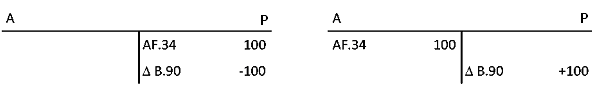 A P A P
AF.34 100 AF.34 100
Δ B.90 -100 Δ B.90 +100